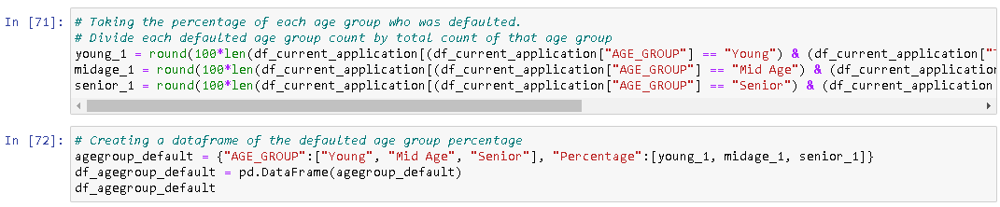 In [71]: # Taking the percentage of each age group who was defaulted.
# Divide each defaulted age group count by total count of that age group
young_1 = round(100*len(df_current_application[(df_current_application["AGE_GROUP"] == "Young") & (df_current_application["
midage_1 = round(100*len(df_current_application[(df_current_application["AGE_GROUP"] == "Mid Age") & (df_current_application
senior_1 = round(100*len(df_current_application[(df_current_application["AGE_GROUP"] == "Senior") & (df_current_application
In [72]: # Creating a dataframe of the defaulted age group percentage
agegroup_default = {"AGE_GROUP":["Young", "Mid Age", "Senior"], "Percentage":[young_1, midage_1, senior_1]}
df_agegroup_default = pd.DataFrame(agegroup_default)
df_agegroup_default